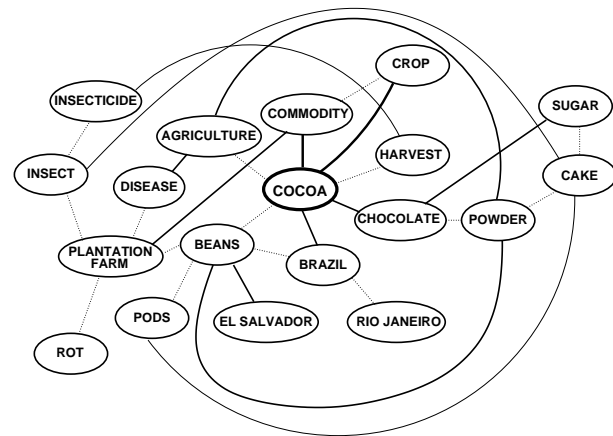 CROP
INSECTICIDE
COMMODITY
SUGAR
AGRICULTURE
HARVEST
INSECT
DISEASE
COCOA
CAKE
CHOCOLATE
POWDER
PLANTATION
FARM
BEANS
BRAZIL
PODS
EL SALVADOR
RIO JANEIRO
ROT